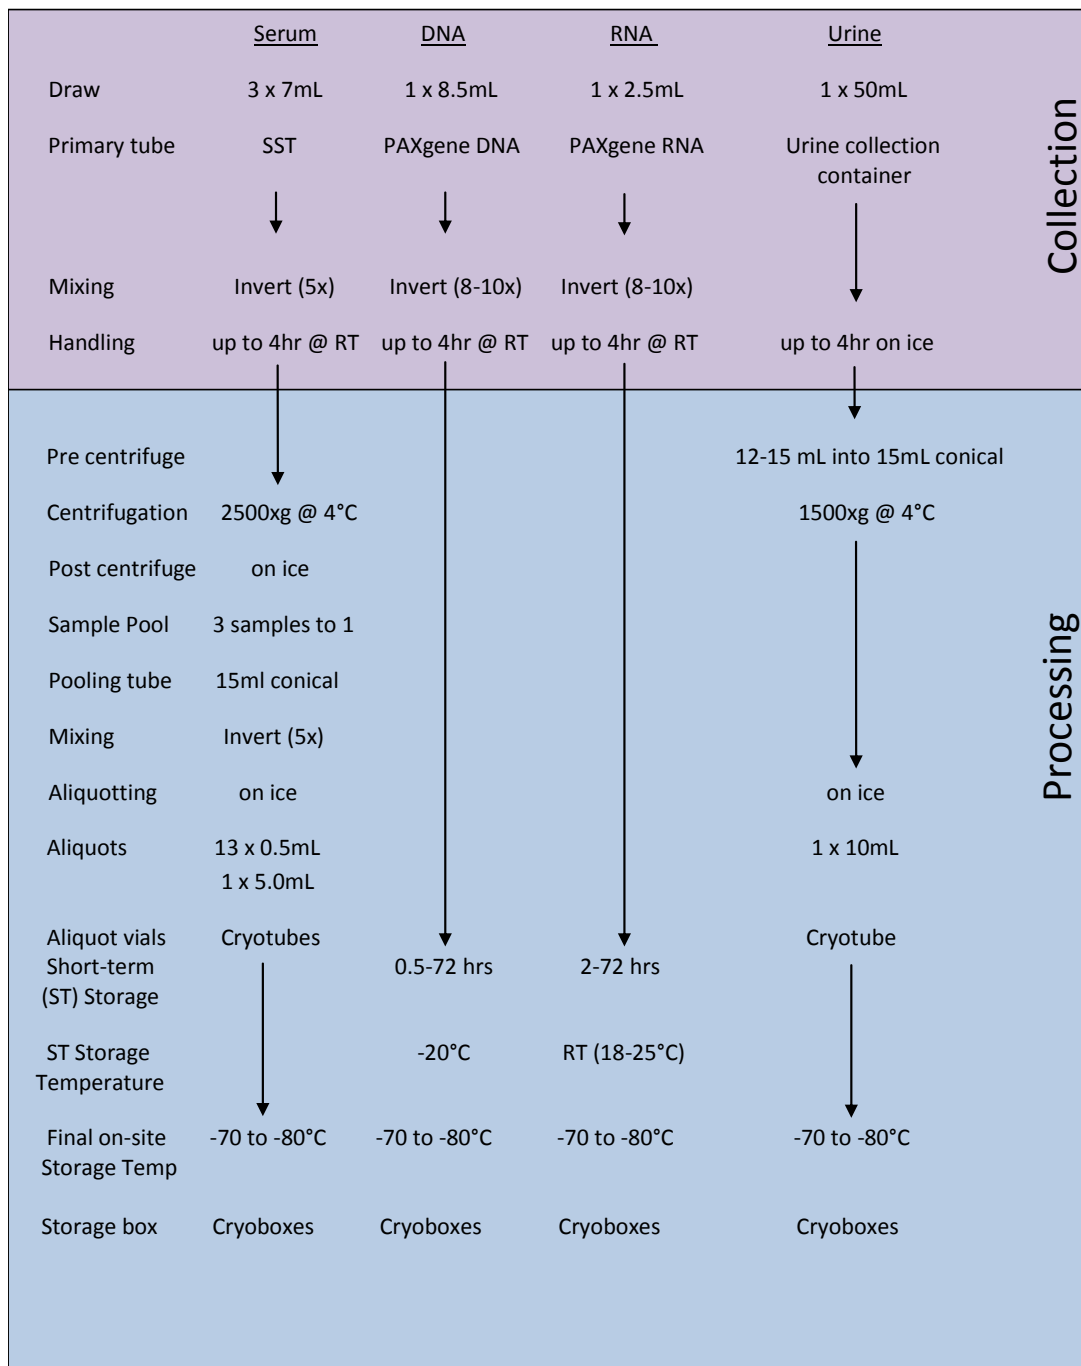 Serum DNA RNA Urine
Draw 3 x 7mL 1 x 8.5mL 1 x 2.5mL 1 x 50mL
Primary tube SST PAXgene DNA PAXgene RNA Urine collection
container
Mixing Invert (5x) Invert (8-10x) Invert (8-10x)
Handling up to 4hr @ RT up to 4hr @ RT up to 4hr @ RT up to 4hr on ice
Collection
Pre centrifuge 12-15 mL into 15mL conical
Centrifugation 2500xg @ 4°C 1500xg @ 4°C
Post centrifuge on ice
Sample Pool 3 samples to 1
Pooling tube 15ml conical
Mixing Invert (5x)
Aliquotting on ice on ice
Aliquots 13 x 0.5mL 1 x 10mL
1 x 5.0mL
Aliquot vials Cryotubes Cryotube
Short-term 0.5-72 hrs 2-72 hrs
(ST) Storage
ST Storage -20°C RT (18-25°C)
Temperature
Final on-site -70 to -80°C -70 to -80°C -70 to -80°C -70 to -80°C
Storage Temp
Storage box Cryoboxes Cryoboxes Cryoboxes Cryoboxes
Processing